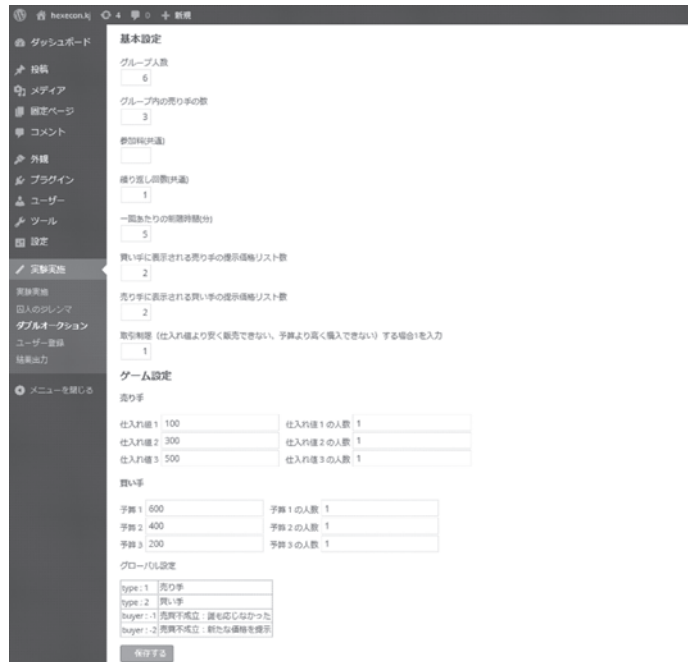 hexecon.kj 4 0 + 新規
ダッシュボード
投稿
メディア
固定ページ
コメント
外観
プラグイン
ユーザー
ツール
設定
実験実施
実験実施
囚人のジレンマ
ダブルオークション
ユーザー登録
結果出力
メニューを閉じる
基本設定
グループ人数
6
グループ内の売り手の数
3
参加料(共通)
繰り返し回数(共通)
1
一回あたりの制限時間(分)
5
買い手に表示される売り手の提示価格リスト数
2
売り手に表示される買い手の提示価格リスト数
2
取引制限（仕入れ値より安く販売できない、予算より高く購入できない）する場合1を入力
1
ゲーム設定
売り手
仕入れ値 1 100 仕入れ値 1 の人数 1
仕入れ値 2 300 仕入れ値 2 の人数 1
仕入れ値 3 500 仕入れ値 3 の人数 1
買い手
予算 1 600 予算 1 の人数 1
予算 2 400 予算 2 の人数 1
予算 3 200 予算 3 の人数 1
グローバル設定
type : 1 売り手
type : 2 買い手
buyer : -1 売買不成立：誰も応じなかった
buyer : -2 売買不成立：新たな価格を提示
保存する